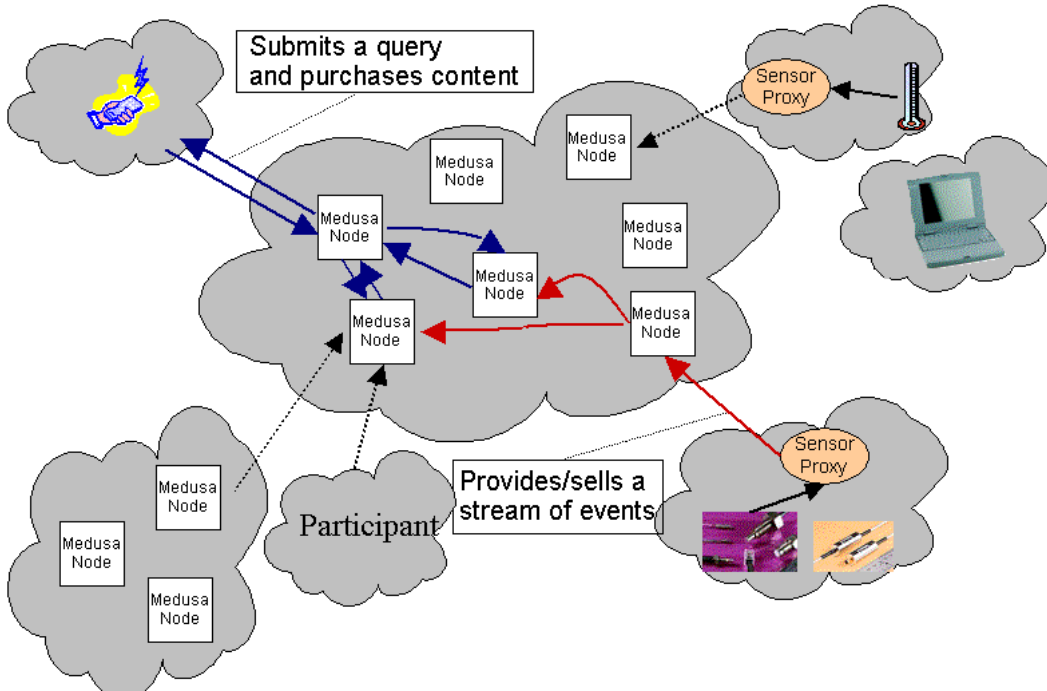 Submits a query
and purchases content
Sensor
Proxy
Medusa
Node
Medusa
Node
Medusa
Node
Medusa
Node
Medusa
Node
Medusa
Node
Medusa
Node
Sensor
Proxy
Provides/sells a
stream of events
Participant
Medusa
Node
Medusa
Node
Medusa
Node